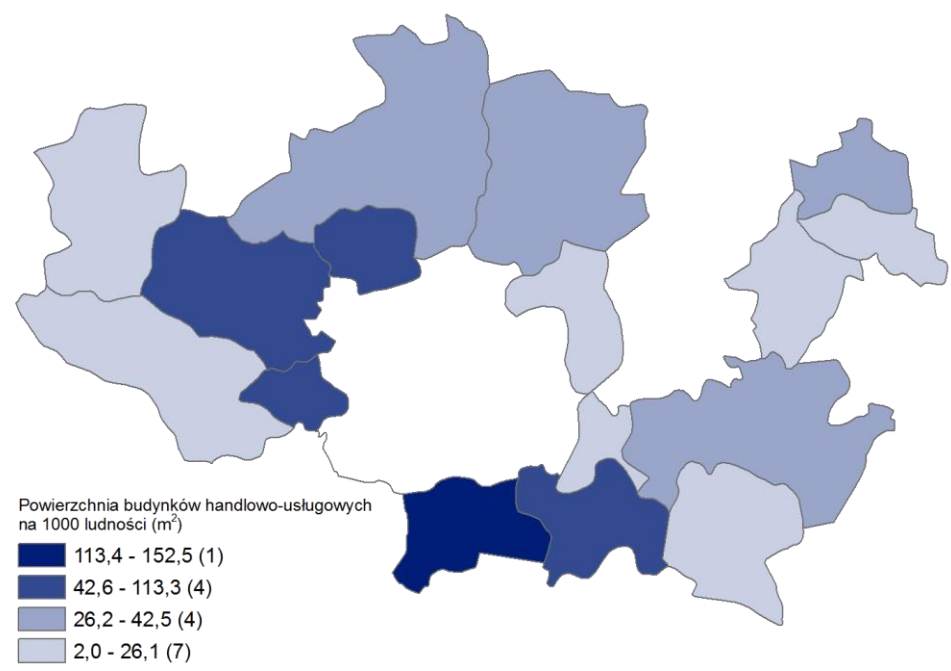 Powierzchnia budynków handlowo-usługowych
na 1000 ludności (m²)
113,4 - 152,5 (1)
42,6 - 113,3 (4)
26,2 - 42,5 (4)
2,0 - 26,1 (7)